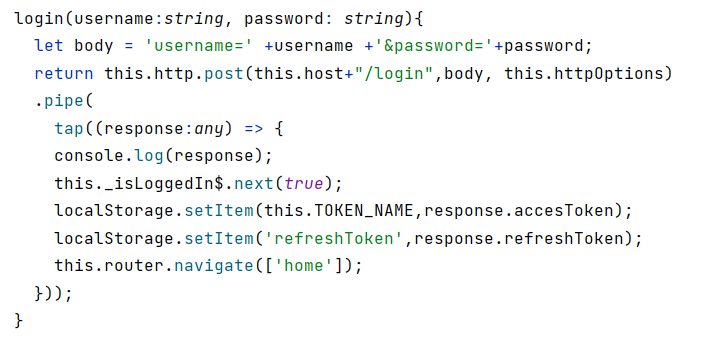 login(username:string, password: string){
let body = 'username=' +username +'&password='+password;
return this.http.post(this.host+"/login",body, this.httpOptions)
.pipe(
tap((response:any) => {
console.log(response);
this._isLoggedIn$.next(true);
localStorage.setItem(this.TOKEN_NAME,response.accesToken);
localStorage.setItem('refreshToken',response.refreshToken);
this.router.navigate(['home']);
}));
}